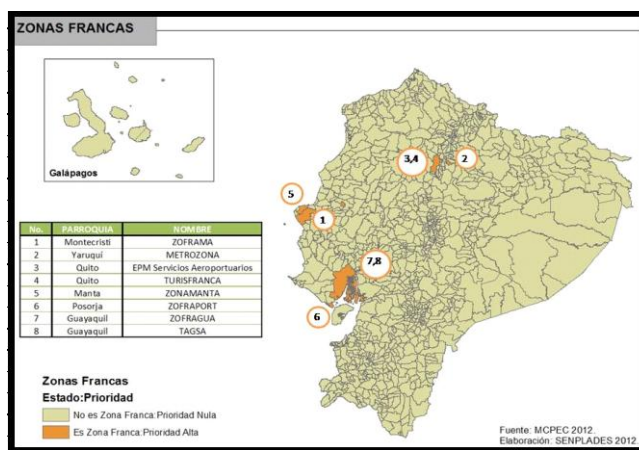 ZONAS FRANCAS
Galápagos
3,4
2
5
1
7,8
6
No. PARROQUIA NOMBRE
1 Montecristi ZOFRAMA
2 Yaruquí METROZONA
3 Quito EPM Servicios Aeroportuarios
4 Quito TURISFRANCA
5 Manta ZONAMANTA
6 Posorja ZOFRAPORT
7 Guayaquil ZOFRAGUA
8 Guayaquil TAGSA
Zonas Francas
Estado:Prioridad
No es Zona Franca:Prioridad Nula
Es Zona Franca:Prioridad Alta
Fuente: MCPEC 2012.
Elaboración: SENPLADES 2012.